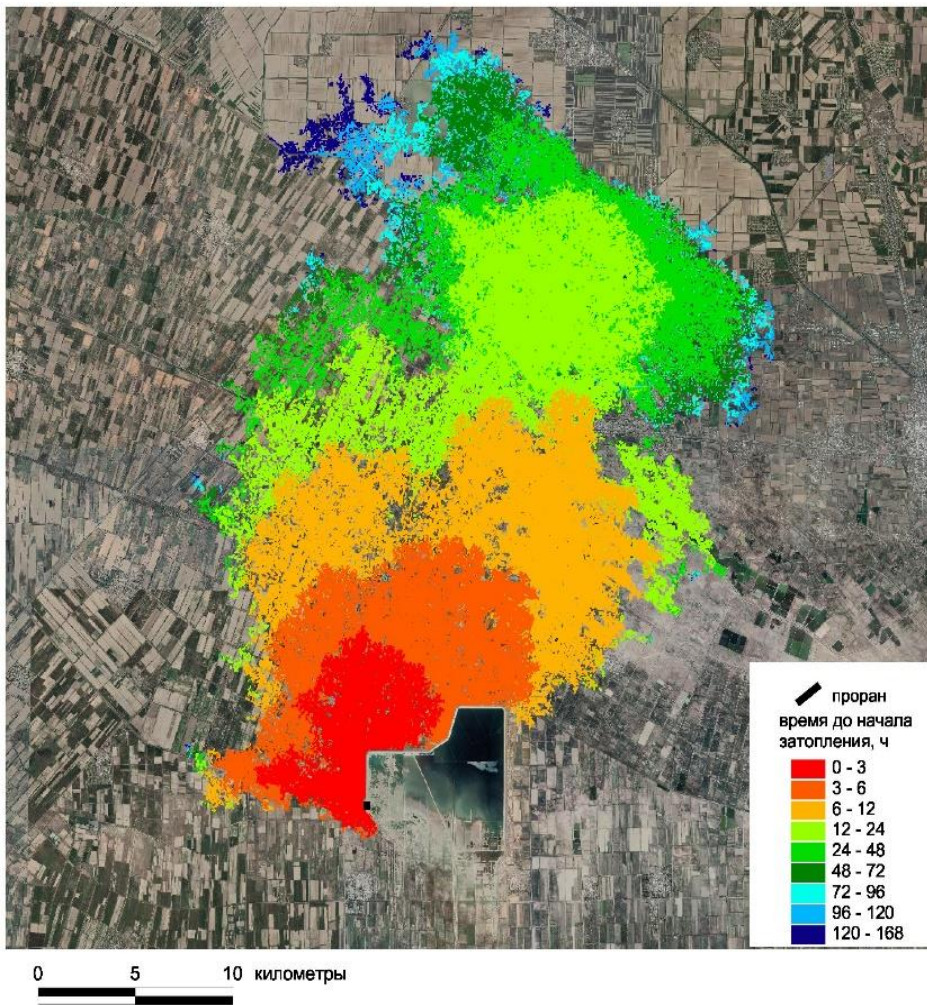 проран
время до начала
затопления, ч
0 - 3
3 - 6
6 - 12
12 - 24
24 - 48
48 - 72
72 - 96
96 - 120
120 - 168
0 5 10 километры